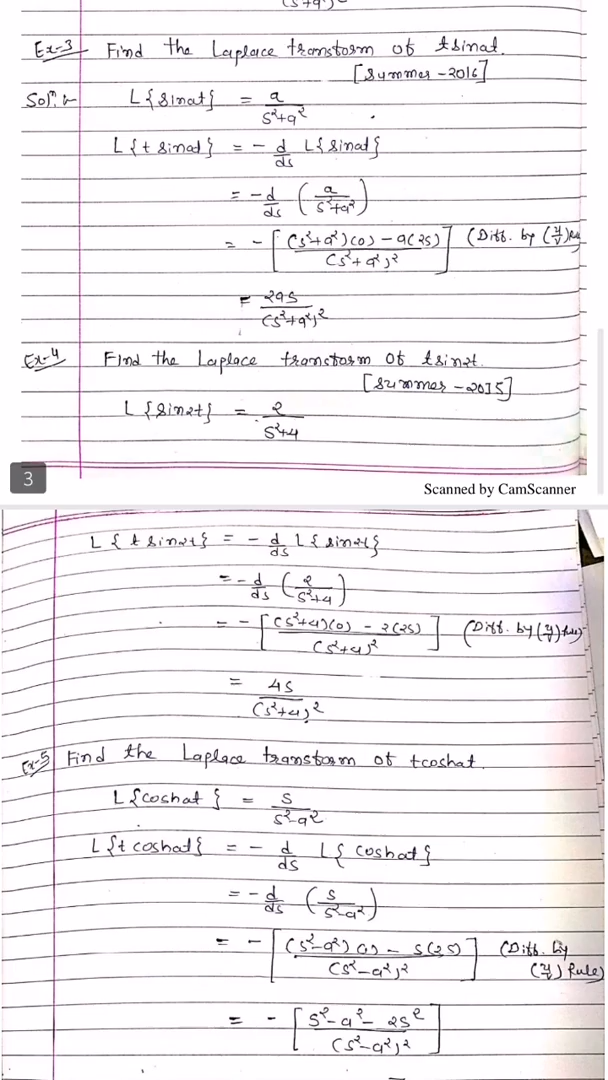 (s²+a²)²
Ex-3 Find the Laplace transform of tsinat.
[Summer-2016]
Solⁿ:- L{sinat} = a/(s²+a²)
L{t sinat} = - d/ds L{sinat}
= - d/ds (a/(s²+a²))
= - [((s²+a²)(0) - a(2s))/(s²+a²)²] (Diff. by (u/v)
= 2as/(s²+a²)²
Ex-4 Find the Laplace transform of tsin2t.
[Summer-2015]
L{sin2t} = 2/(s²+4)
3
Scanned by CamScanner
L{tsin2t} = - d/ds L{sin2t}
= - d/ds (2/(s²+4))
= - [((s²+4)(0) - 2(2s))/(s²+4)²] (Diff. by (u/v) rule)
= 4s/(s²+4)²
Ex-5 Find the Laplace transform of tcoshat.
L{coshat} = s/(s²-a²)
L{t coshat} = - d/ds L{coshat}
= - d/ds (s/(s²-a²))
= - [((s²-a²)(1) - s(2s))/(s²-a²)²] (Diff. by
(u/v) Rule)
= - [(s²-a²-2s²)/(s²-a²)²]